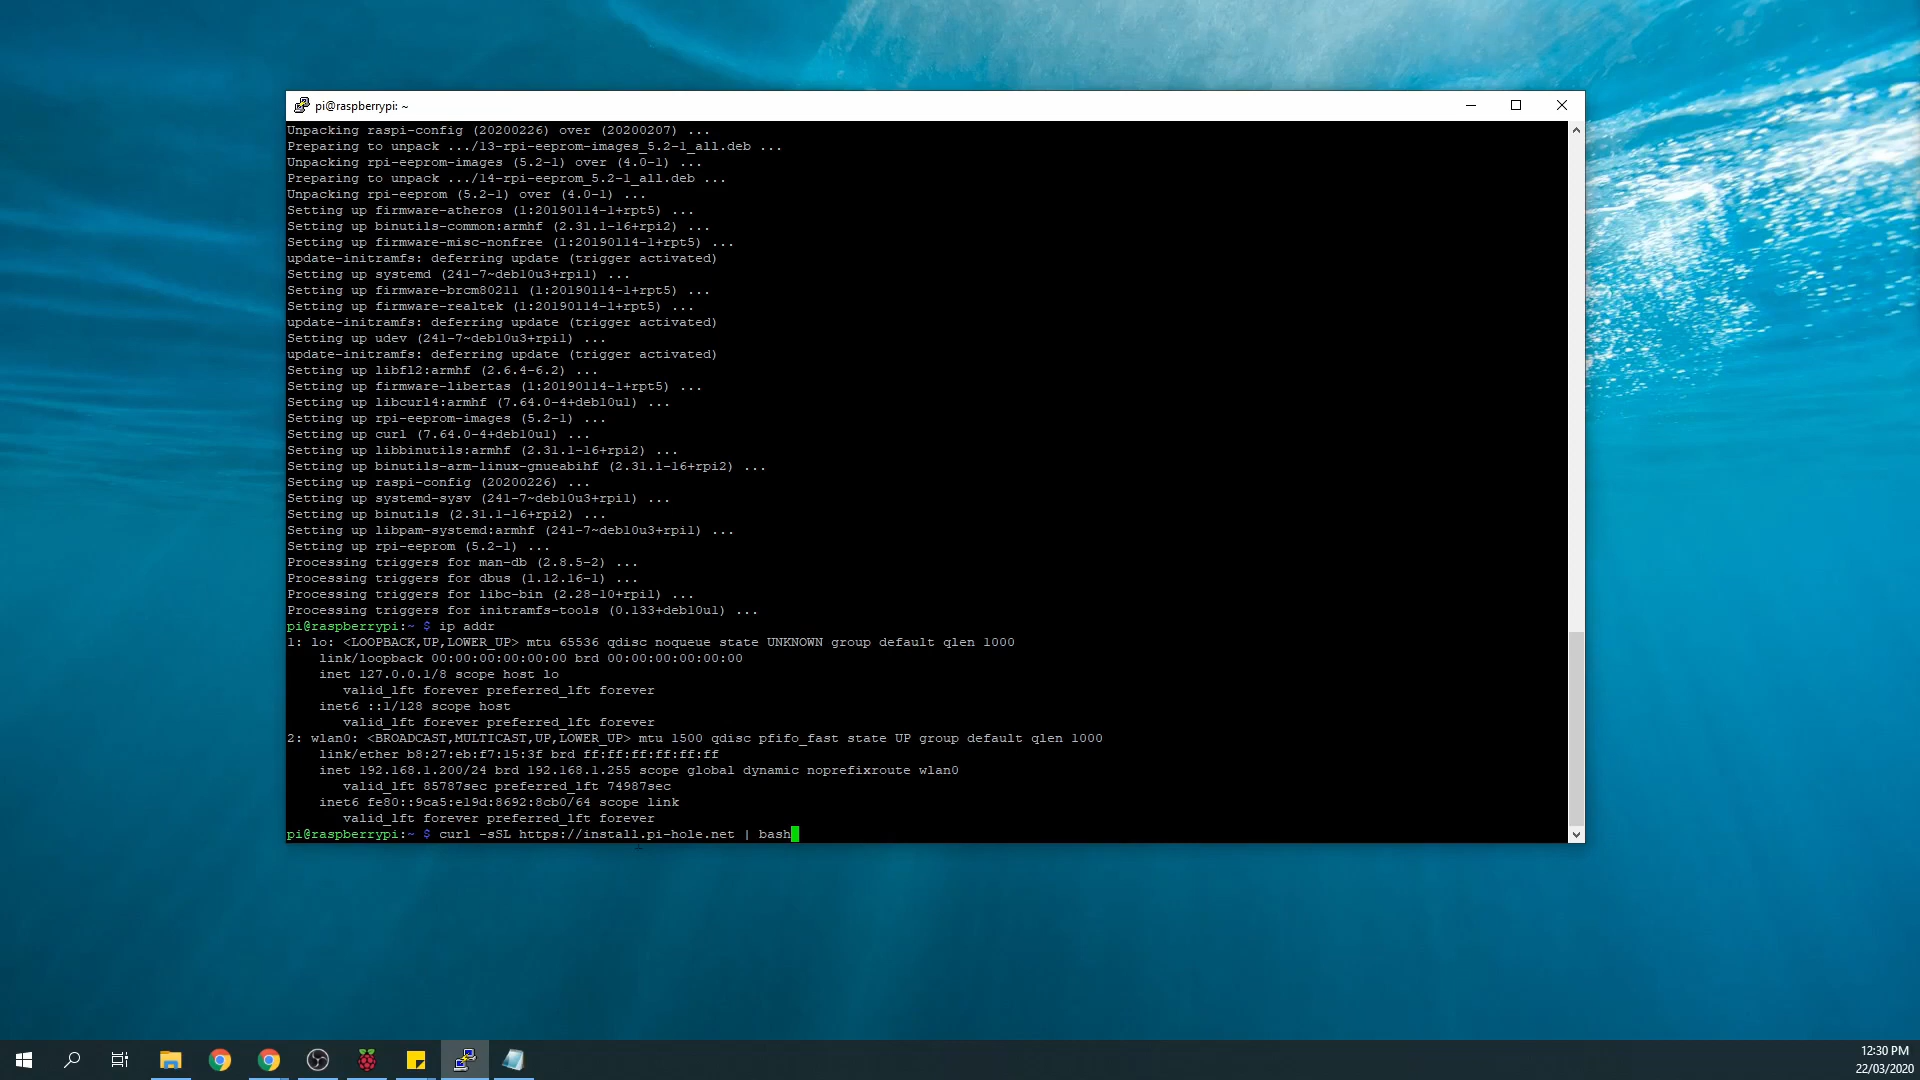 pi@raspberrypi: ~
Unpacking raspi-config (20200226) over (20200207) ...
Preparing to unpack .../13-rpi-eeprom-images_5.2-1_all.deb ...
Unpacking rpi-eeprom-images (5.2-1) over (4.0-1) ...
Preparing to unpack .../14-rpi-eeprom_5.2-1_all.deb ...
Unpacking rpi-eeprom (5.2-1) over (4.0-1) ...
Setting up firmware-atheros (1:20190114-1+rpt5) ...
Setting up binutils-common:armhf (2.31.1-16+rpi2) ...
Setting up firmware-misc-nonfree (1:20190114-1+rpt5) ...
update-initramfs: deferring update (trigger activated)
Setting up systemd (241-7~deb10u3+rpi1) ...
Setting up firmware-brcm80211 (1:20190114-1+rpt5) ...
Setting up firmware-realtek (1:20190114-1+rpt5) ...
update-initramfs: deferring update (trigger activated)
Setting up udev (241-7~deb10u3+rpi1) ...
update-initramfs: deferring update (trigger activated)
Setting up libfl2:armhf (2.6.4-6.2) ...
Setting up firmware-libertas (1:20190114-1+rpt5) ...
Setting up libcurl4:armhf (7.64.0-4+deb10u1) ...
Setting up rpi-eeprom-images (5.2-1) ...
Setting up curl (7.64.0-4+deb10u1) ...
Setting up libbinutils:armhf (2.31.1-16+rpi2) ...
Setting up binutils-arm-linux-gnueabihf (2.31.1-16+rpi2) ...
Setting up raspi-config (20200226) ...
Setting up systemd-sysv (241-7~deb10u3+rpi1) ...
Setting up binutils (2.31.1-16+rpi2) ...
Setting up libpam-systemd:armhf (241-7~deb10u3+rpi1) ...
Setting up rpi-eeprom (5.2-1) ...
Processing triggers for man-db (2.8.5-2) ...
Processing triggers for dbus (1.12.16-1) ...
Processing triggers for libc-bin (2.28-10+rpi1) ...
Processing triggers for initramfs-tools (0.133+deb10u1) ...
pi@raspberrypi:~ $ ip addr
1: lo: <LOOPBACK,UP,LOWER_UP> mtu 65536 qdisc noqueue state UNKNOWN group default qlen 1000
link/loopback 00:00:00:00:00:00 brd 00:00:00:00:00:00
inet 127.0.0.1/8 scope host lo
valid_lft forever preferred_lft forever
inet6 ::1/128 scope host
valid_lft forever preferred_lft forever
2: wlan0: <BROADCAST,MULTICAST,UP,LOWER_UP> mtu 1500 qdisc pfifo_fast state UP group default qlen 1000
link/ether b8:27:eb:f7:15:3f brd ff:ff:ff:ff:ff:ff
inet 192.168.1.200/24 brd 192.168.1.255 scope global dynamic noprefixroute wlan0
valid_lft 85787sec preferred_lft 74987sec
inet6 fe80::9ca5:e19d:8692:8cb0/64 scope link
valid_lft forever preferred_lft forever
pi@raspberrypi:~ $ curl -sSL https://install.pi-hole.net | bash
12:30 PM
22/03/2020